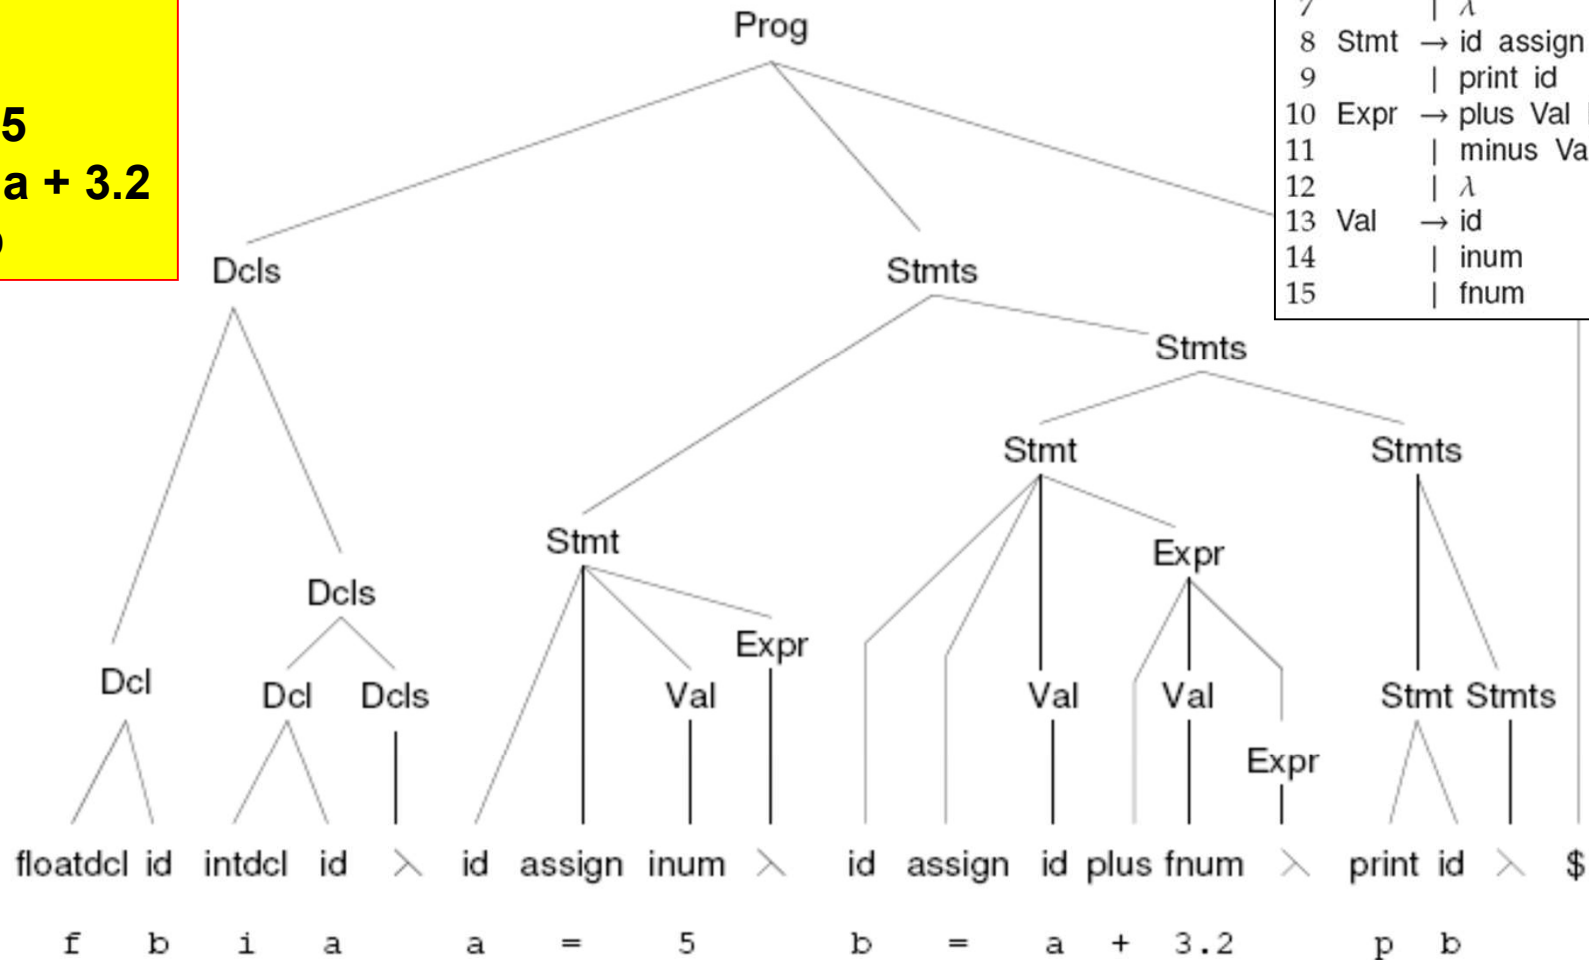 5
a + 3.2
Prog
7 | λ
8 Stmt → id assign
9 | print id
10 Expr → plus Val
11 | minus Va
12 | λ
13 Val → id
14 | inum
15 | fnum
Dcls Stmts
Stmts
Stmt Stmts
Stmt Expr
Dcls
Expr
Dcl Dcl Dcls Val Val Val Stmt Stmts
Expr
floatdcl id intdcl id λ id assign inum λ id assign id plus fnum λ print id λ $
f b i a a = 5 b = a + 3.2 p b